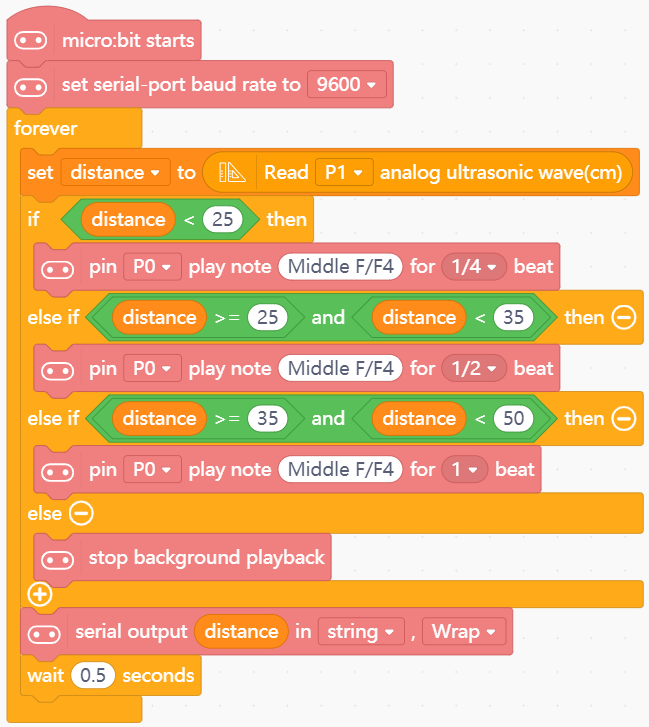 micro:bit starts
set serial-port baud rate to 9600
forever
set distance to Read P1 analog ultrasonic wave(cm)
if distance < 25 then
pin P0 play note Middle F/F4 for 1/4 beat
else if distance >= 25 and distance < 35 then
pin P0 play note Middle F/F4 for 1/2 beat
else if distance >= 35 and distance < 50 then
pin P0 play note Middle F/F4 for 1 beat
else
stop background playback
serial output distance in string , Wrap
wait 0.5 seconds